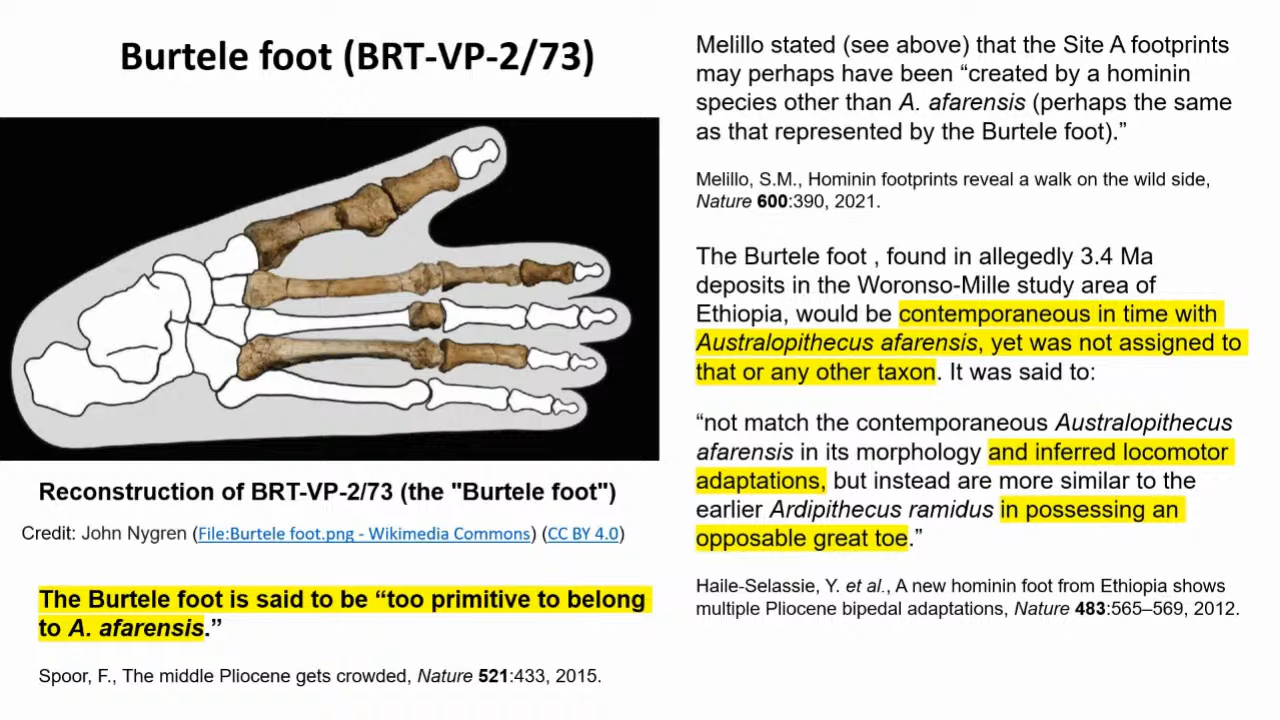 Burtele foot (BRT-VP-2/73)
Reconstruction of BRT-VP-2/73 (the "Burtele foot")
Credit: John Nygren (File:Burtele foot.png - Wikimedia Commons) (CC BY 4.0)
The Burtele foot is said to be “too primitive to belong
to A. afarensis.”
Spoor, F., The middle Pliocene gets crowded, Nature 521:433, 2015.
Melillo stated (see above) that the Site A footprints
may perhaps have been “created by a hominin
species other than A. afarensis (perhaps the same
as that represented by the Burtele foot).”
Melillo, S.M., Hominin footprints reveal a walk on the wild side,
Nature 600:390, 2021.
The Burtele foot , found in allegedly 3.4 Ma
deposits in the Woronso-Mille study area of
Ethiopia, would be contemporaneous in time with
Australopithecus afarensis, yet was not assigned to
that or any other taxon. It was said to:
“not match the contemporaneous Australopithecus
afarensis in its morphology and inferred locomotor
adaptations, but instead are more similar to the
earlier Ardipithecus ramidus in possessing an
opposable great toe.”
Haile-Selassie, Y. et al., A new hominin foot from Ethiopia shows
multiple Pliocene bipedal adaptations, Nature 483:565–569, 2012.